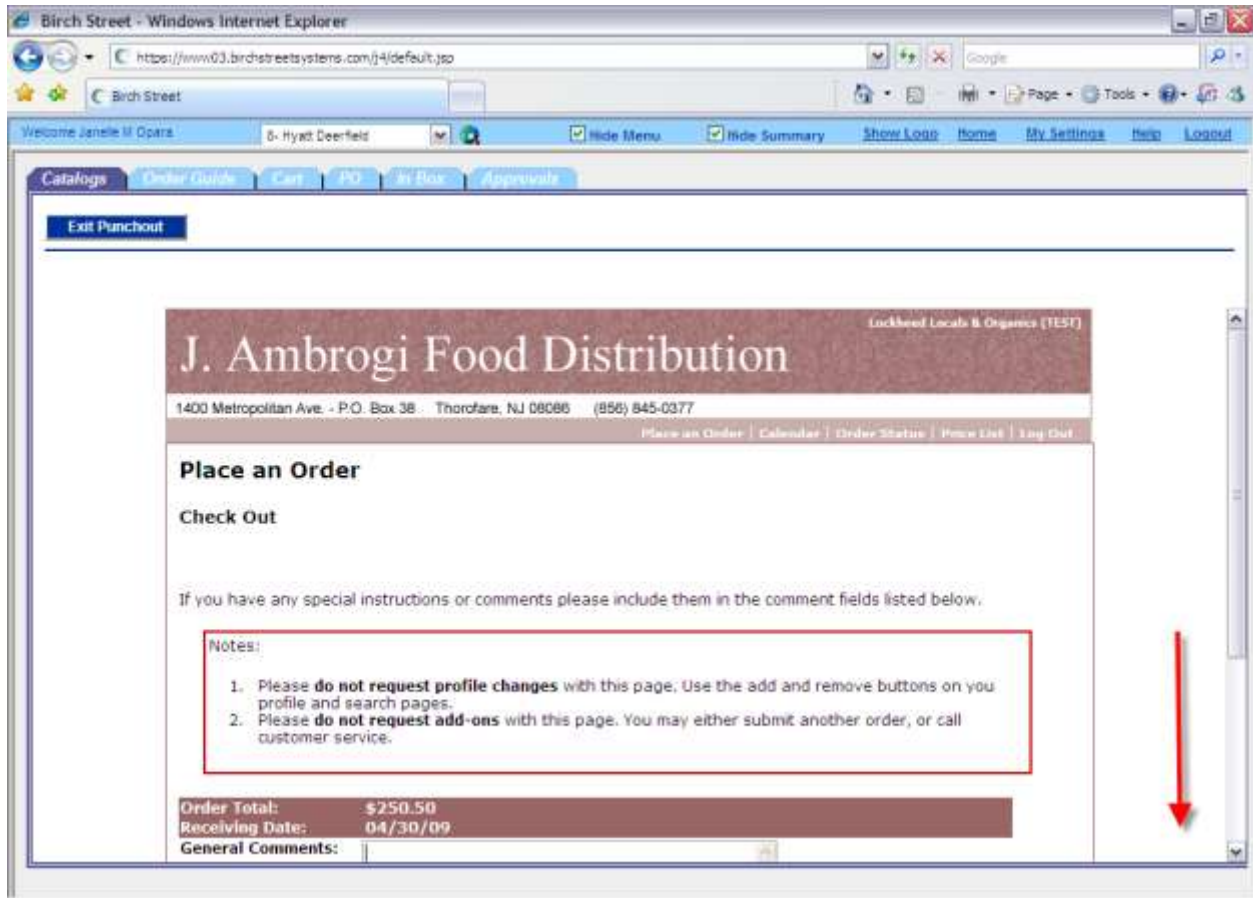 Birch Street - Windows Internet Explorer
https://www03.birchstreetsystems.com/j4/default.jsp
Google
Birch Street
Page
Tools
Welcome Janelle M Opara
8- Hyatt Deerfield
Hide Menu
Hide Summary
Show Logo
Home
My Settings
Help
Logout
Catalogs
Order Guide
Cart
PO
In Box
Approvals
Exit Punchout
Lockheed Locals & Organics (TEST)
J. Ambrogi Food Distribution
1400 Metropolitan Ave. - P.O. Box 38 Thorofare, NJ 08086 (856) 845-0377
Place an Order | Calendar | Order Status | Price List | Log Out
Place an Order
Check Out
If you have any special instructions or comments please include them in the comment fields listed below.
Notes:
1. Please do not request profile changes with this page. Use the add and remove buttons on you
profile and search pages.
2. Please do not request add-ons with this page. You may either submit another order, or call
customer service.
Order Total: $250.50
Receiving Date: 04/30/09
General Comments: